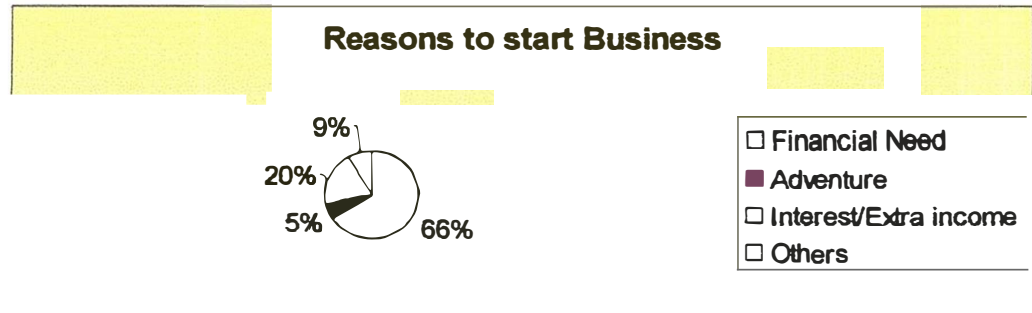 Reasons to start Business
9%
20%
5%
66%
Financial Need
Adventure
Interest/Extra income
Others